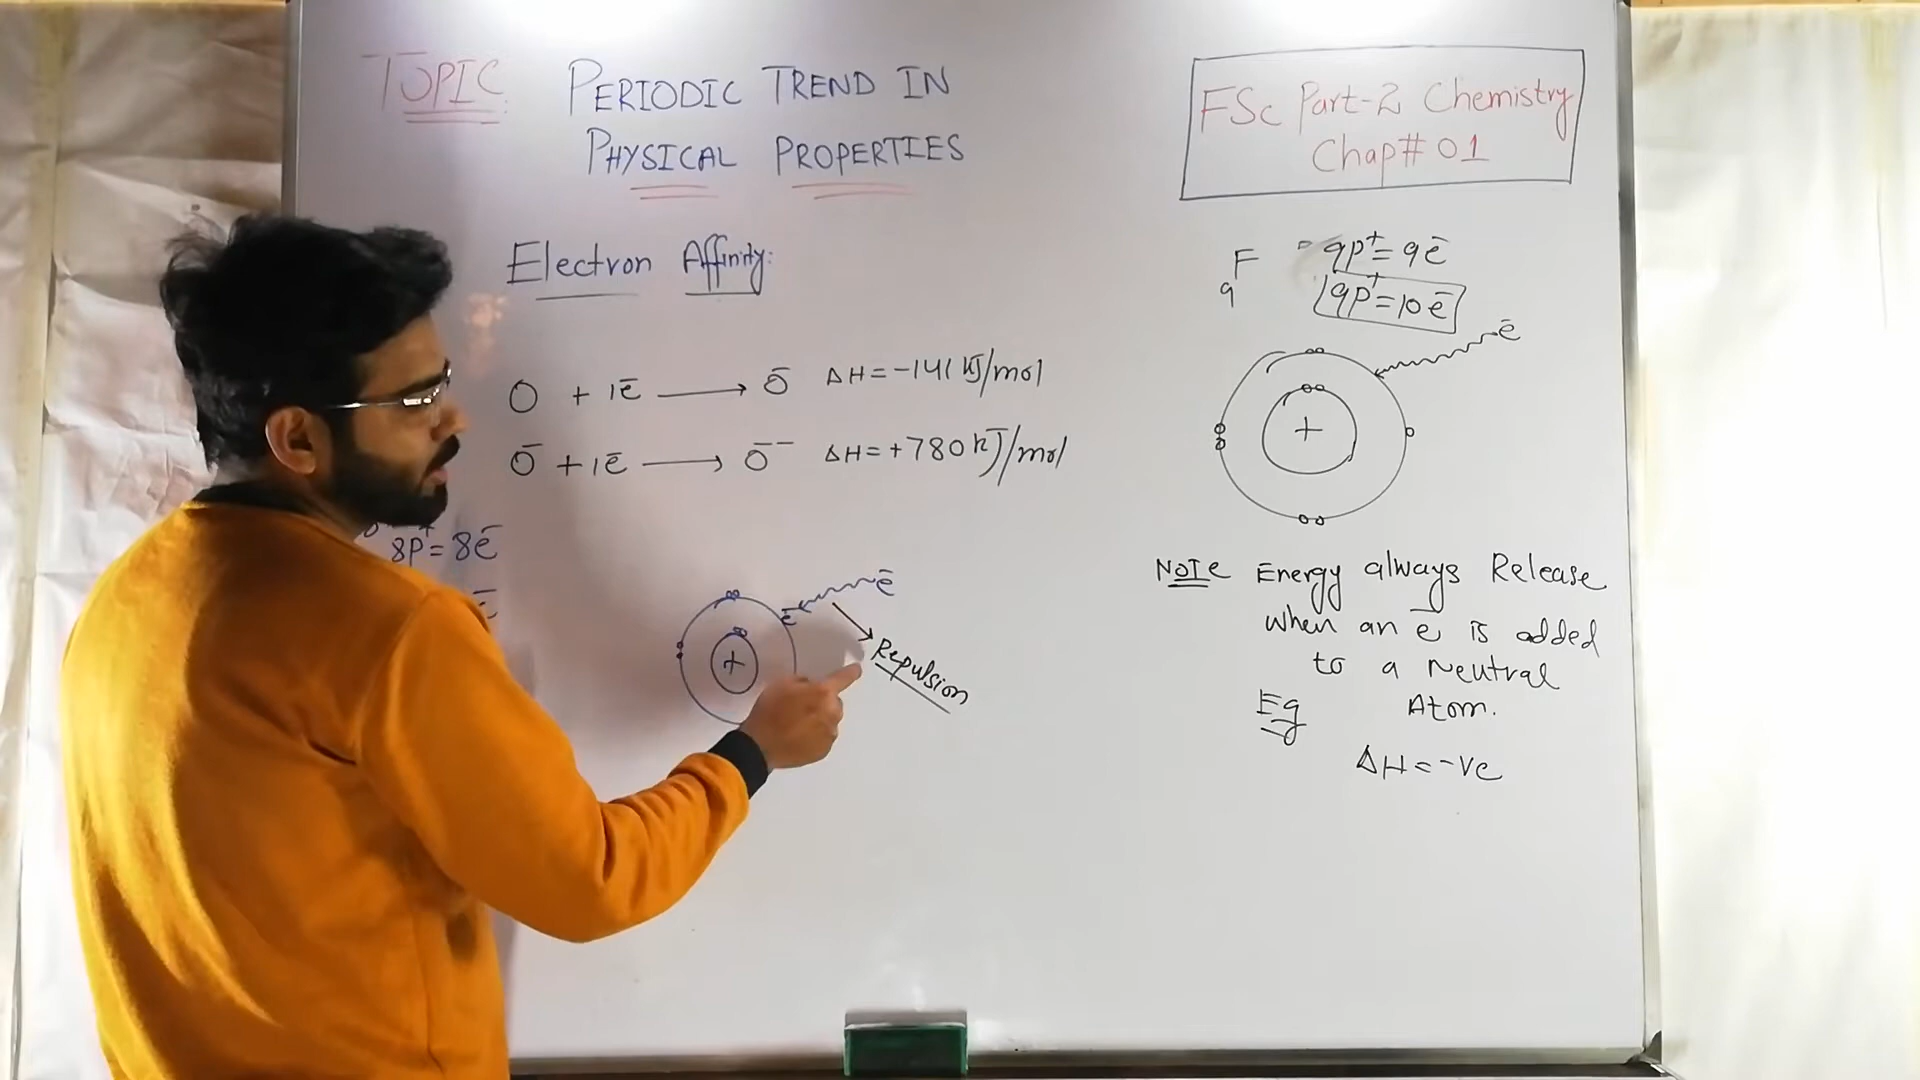 TOPIC: PERIODIC TREND IN
PHYSICAL PROPERTIES
FSc Part-2 Chemistry
Chap# 01
Electron Affinity:
O + 1e̅ ⟶ O̅ ΔH = -141 kJ/mol
O̅ + 1e̅ ⟶ O̅⁻ ΔH = +780 kJ/mol
8p⁺ = 8e̅
+
e̅
e̅
Repulsion
F 9p⁺ = 9e̅
9 9p⁺ = 10e̅
e̅
+
NOTE Energy always Release
when an e̅ is added
to a Neutral
Atom.
Eg
ΔH = -ve